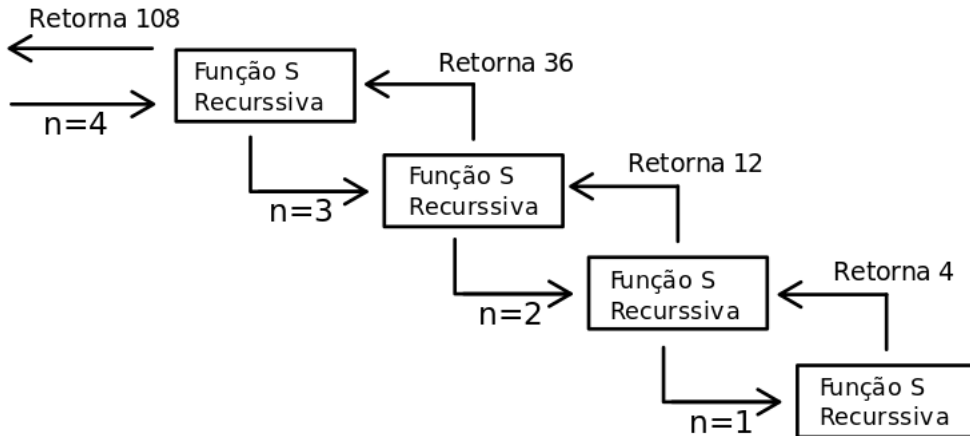 Retorna 108
Função S
Recurssiva
n=4
Retorna 36
Função S
Recurssiva
n=3
Retorna 12
Função S
Recurssiva
n=2
Retorna 4
Função S
Recurssiva
n=1